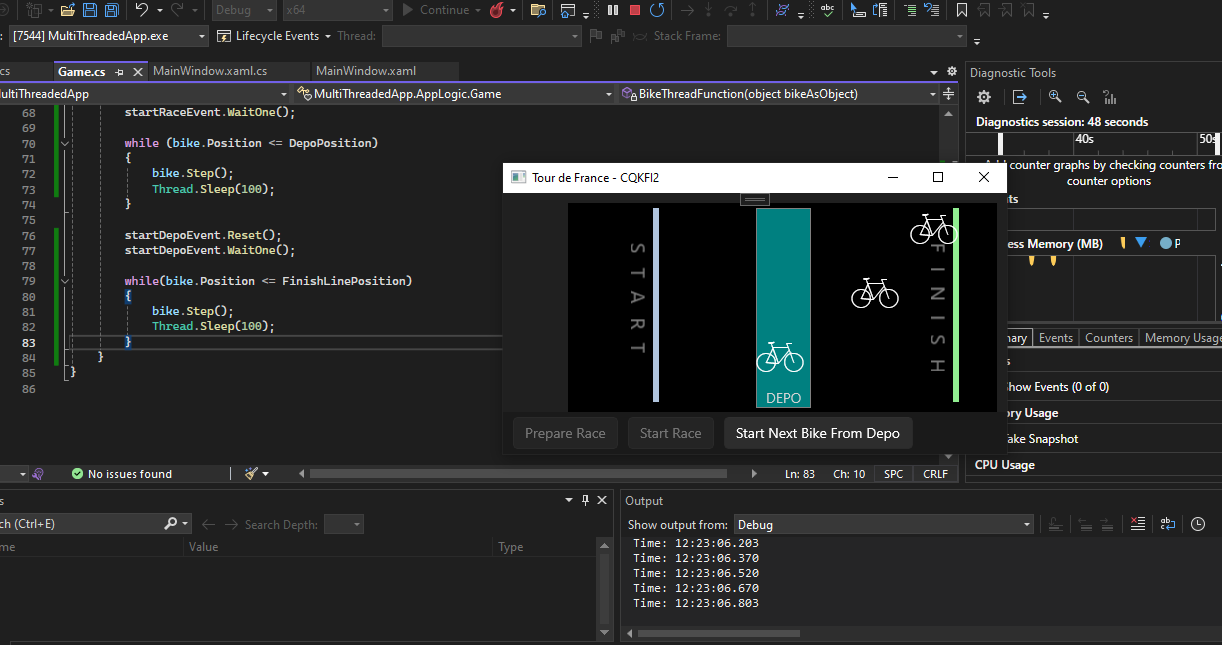 Debug x64 Continue
[7544] MultiThreadedApp.exe Lifecycle Events Thread: Stack Frame:
cs Game.cs MainWindow.xaml.cs MainWindow.xaml
ultiThreadedApp MultiThreadedApp.AppLogic.Game BikeThreadFunction(object bikeAsObject)
68 startRaceEvent.WaitOne();
69
70 while (bike.Position <= DepoPosition)
71 {
72 bike.Step();
73 Thread.Sleep(100);
74 }
75
76 startDepoEvent.Reset();
77 startDepoEvent.WaitOne();
78
79 while(bike.Position <= FinishLinePosition)
80 {
81 bike.Step();
82 Thread.Sleep(100);
83 }
84 }
85 }
86
No issues found Ln: 83 Ch: 10 SPC CRLF
Tour de France - CQKFI2
START
DEPO
FINISH
Prepare Race Start Race Start Next Bike From Depo
Diagnostic Tools
Diagnostics session: 48 seconds
40s 50s
counter graphs by checking counters fro
counter options
ts
ess Memory (MB) P
nary Events Counters Memory Usage
s
how Events (0 of 0)
ory Usage
ake Snapshot
CPU Usage
s
ch (Ctrl+E) Search Depth:
me Value Type
Output
Show output from: Debug
Time: 12:23:06.203
Time: 12:23:06.370
Time: 12:23:06.520
Time: 12:23:06.670
Time: 12:23:06.803